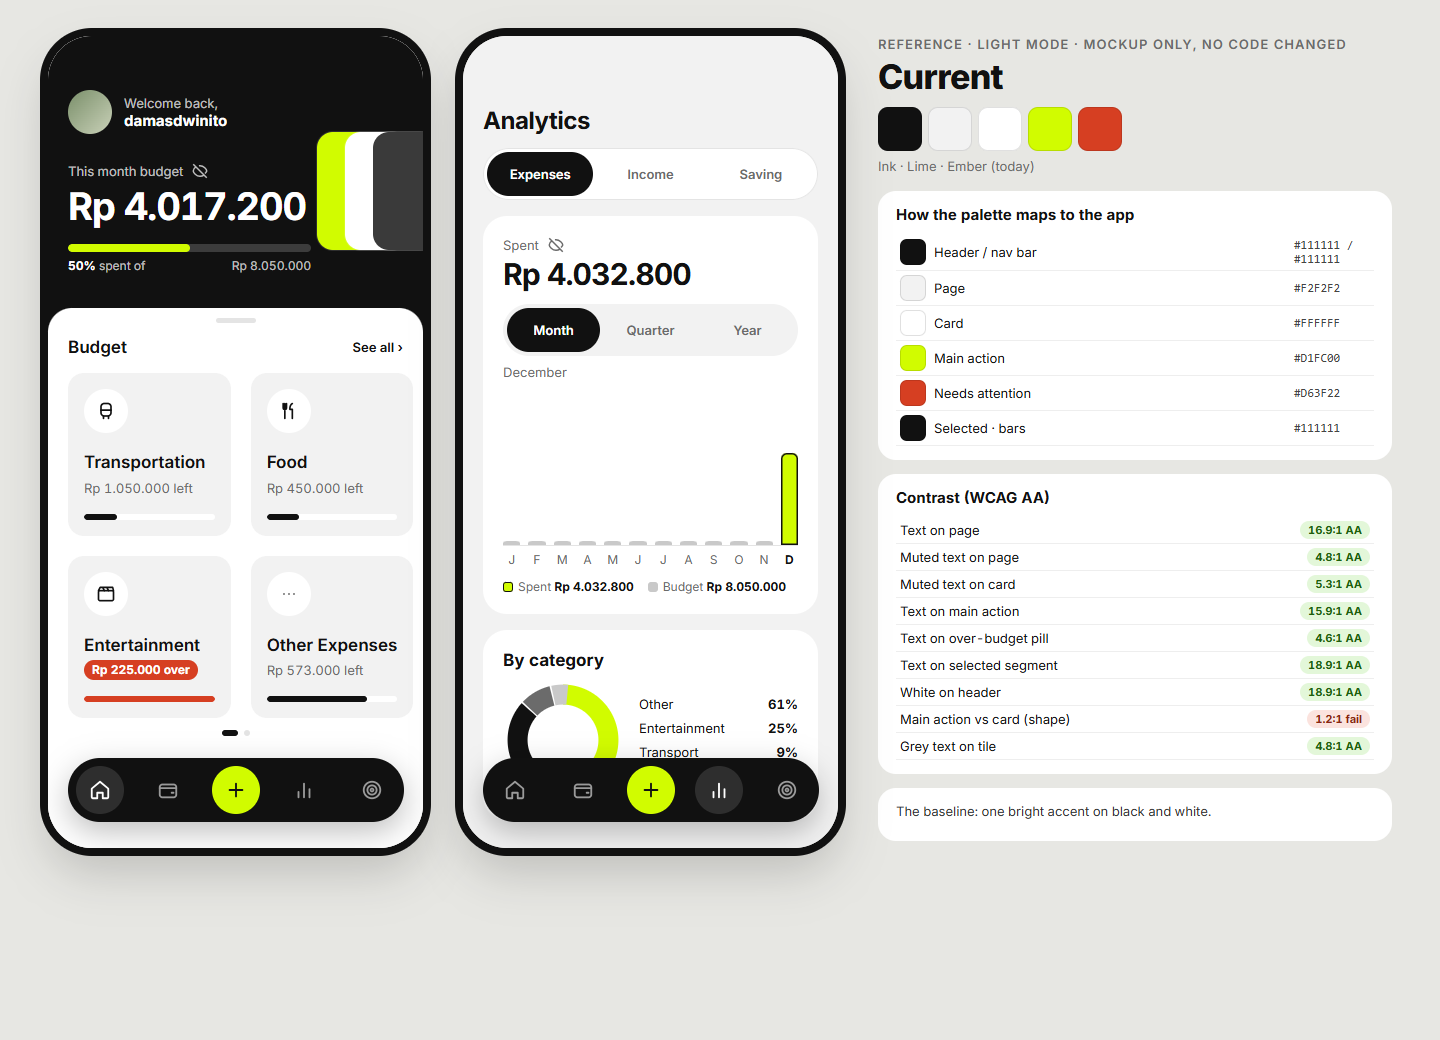 Welcome back,
damasdwinito
This month budget
Rp 4.017.200
50% spent of
Rp 8.050.000
Budget
See all ›
Transportation
Rp 1.050.000 left
Food
Rp 450.000 left
Entertainment
Rp 225.000 over
Other Expenses
Rp 573.000 left
Analytics
Expenses
Income
Saving
Spent
Rp 4.032.800
Month
Quarter
Year
December
J F M A M J J A S O N D
Spent Rp 4.032.800
Budget Rp 8.050.000
By category
Other 61%
Entertainment 25%
Transport 9%
REFERENCE · LIGHT MODE · MOCKUP ONLY, NO CODE CHANGED
Current
Ink · Lime · Ember (today)
How the palette maps to the app
Header / nav bar #111111 /
#111111
Page #F2F2F2
Card #FFFFFF
Main action #D1FC00
Needs attention #D63F22
Selected · bars #111111
Contrast (WCAG AA)
Text on page 16.9:1 AA
Muted text on page 4.8:1 AA
Muted text on card 5.3:1 AA
Text on main action 15.9:1 AA
Text on over-budget pill 4.6:1 AA
Text on selected segment 18.9:1 AA
White on header 18.9:1 AA
Main action vs card (shape) 1.2:1 fail
Grey text on tile 4.8:1 AA
The baseline: one bright accent on black and white.